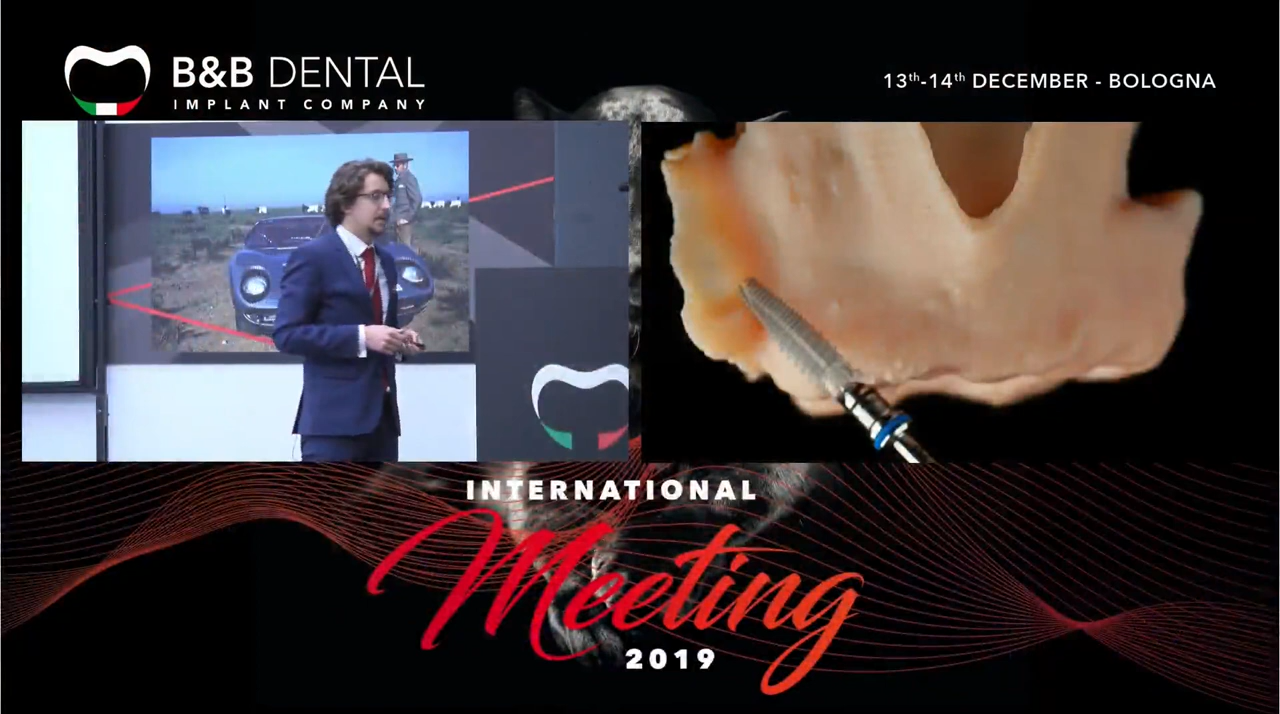 B&B DENTAL
IMPLANT COMPANY
13th-14th DECEMBER - BOLOGNA
INTERNATIONAL
Meeting
2019